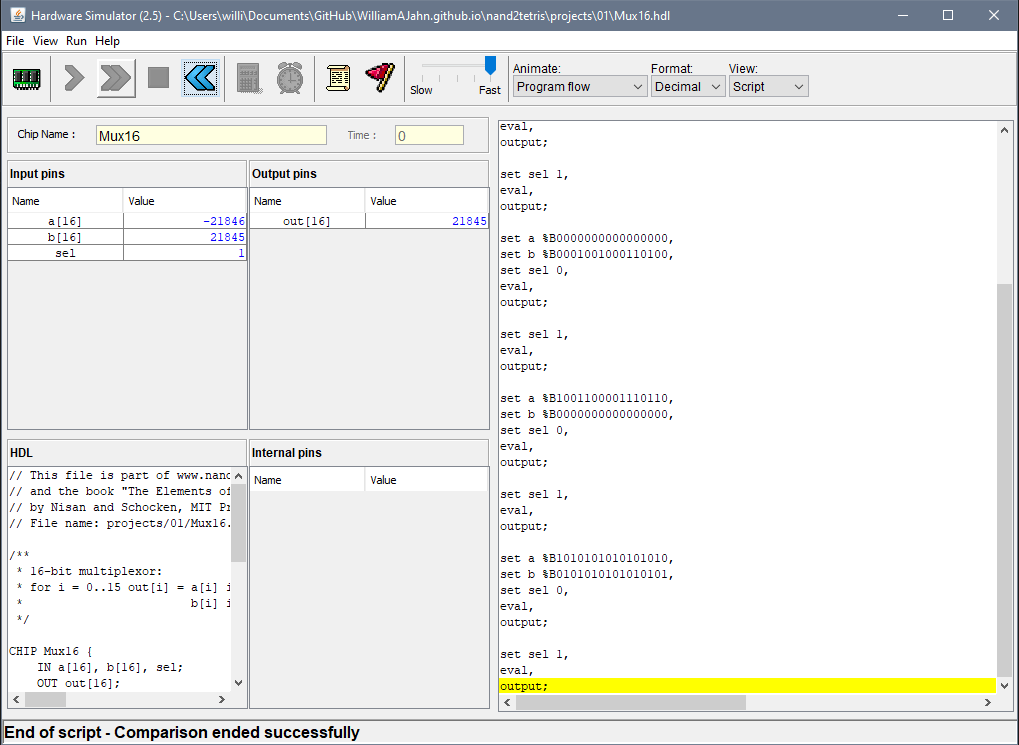 Hardware Simulator (2.5) - C:\Users\willi\Documents\GitHub\WilliamAJahn.github.io\nand2tetris\projects\01\Mux16.hdl
File View Run Help
Slow Fast
Animate: Format: View:
Program flow Decimal Script
Chip Name : Mux16 Time : 0
Input pins
Name Value
a[16] -21846
b[16] 21845
sel 1
Output pins
Name Value
out[16] 21845
HDL
// This file is part of www.nand
// and the book "The Elements of
// by Nisan and Schocken, MIT Pr
// File name: projects/01/Mux16.
/**
* 16-bit multiplexor:
* for i = 0..15 out[i] = a[i] i
* b[i] i
*/
CHIP Mux16 {
IN a[16], b[16], sel;
OUT out[16];
Internal pins
Name Value
eval,
output;
set sel 1,
eval,
output;
set a %B0000000000000000,
set b %B0001001000110100,
set sel 0,
eval,
output;
set sel 1,
eval,
output;
set a %B1001100001110110,
set b %B0000000000000000,
set sel 0,
eval,
output;
set sel 1,
eval,
output;
set a %B1010101010101010,
set b %B0101010101010101,
set sel 0,
eval,
output;
set sel 1,
eval,
output;
End of script - Comparison ended successfully